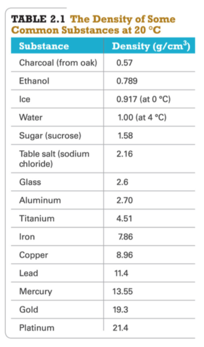 TABLE 2.1 The Density of Some
Common Substances at 20 °C
Substance Density (g/cm³)
Charcoal (from oak) 0.57
Ethanol 0.789
Ice 0.917 (at 0 °C)
Water 1.00 (at 4 °C)
Sugar (sucrose) 1.58
Table salt (sodium 2.16
chloride)
Glass 2.6
Aluminum 2.70
Titanium 4.51
Iron 7.86
Copper 8.96
Lead 11.4
Mercury 13.55
Gold 19.3
Platinum 21.4